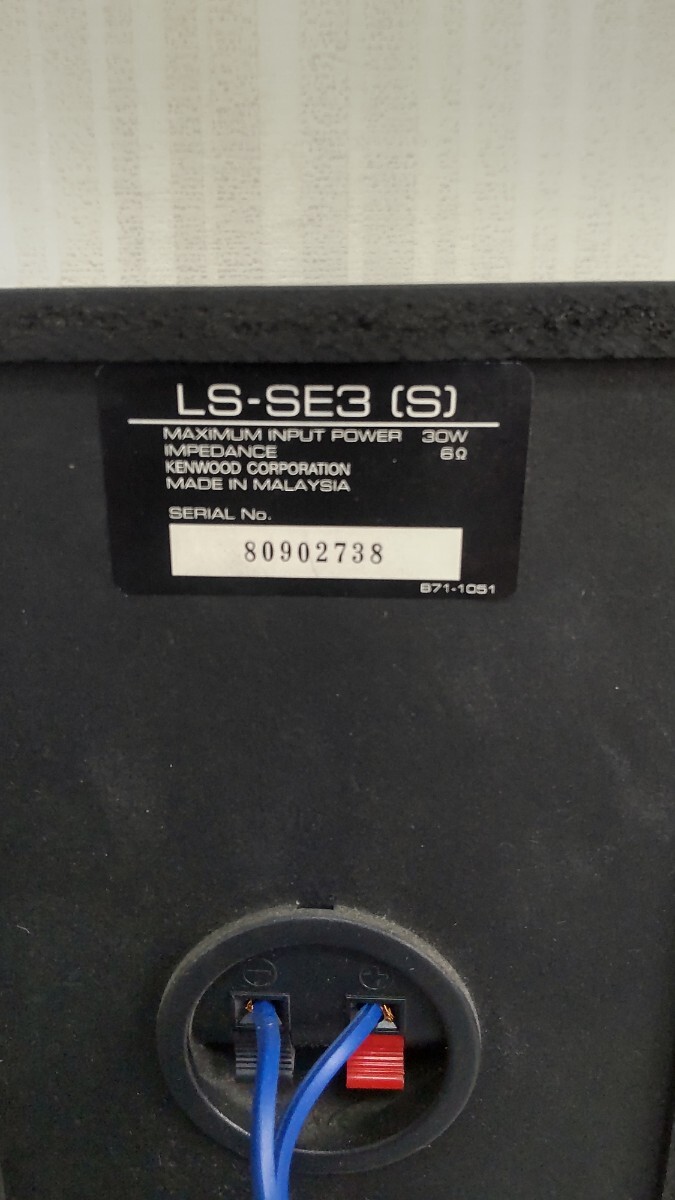 LS-SE3 (S)
MAXIMUM INPUT POWER 30W
IMPEDANCE 6Ω
KENWOOD CORPORATION
MADE IN MALAYSIA
SERIAL No.
80902738
B71-1051
- +